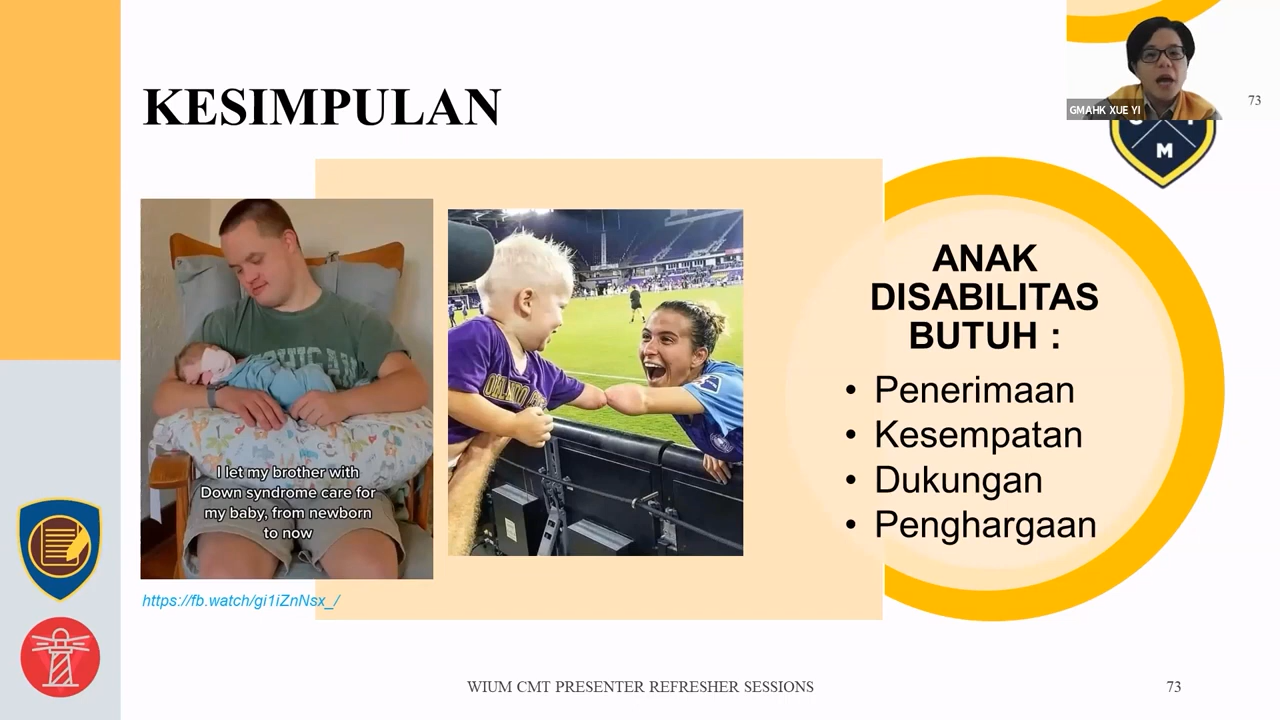 KESIMPULAN
GMAHK XUE YI
73
M
ANAK
DISABILITAS
BUTUH :
• Penerimaan
• Kesempatan
• Dukungan
• Penghargaan
I let my brother with
Down syndrome care for
my baby, from newborn
to now
https://fb.watch/gi1iZnNsx_/
WIUM CMT PRESENTER REFRESHER SESSIONS
73